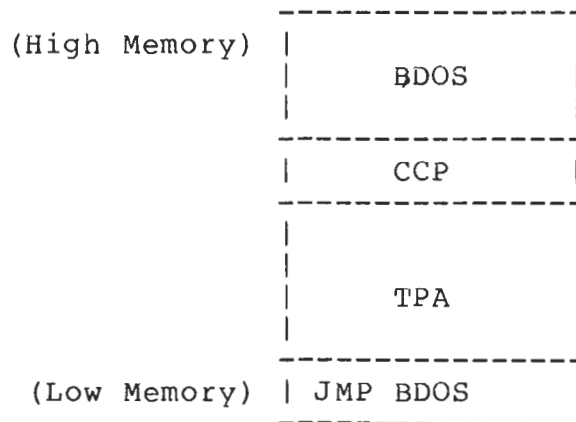 (High Memory)
BDOS
CCP
TPA
(Low Memory) | JMP BDOS